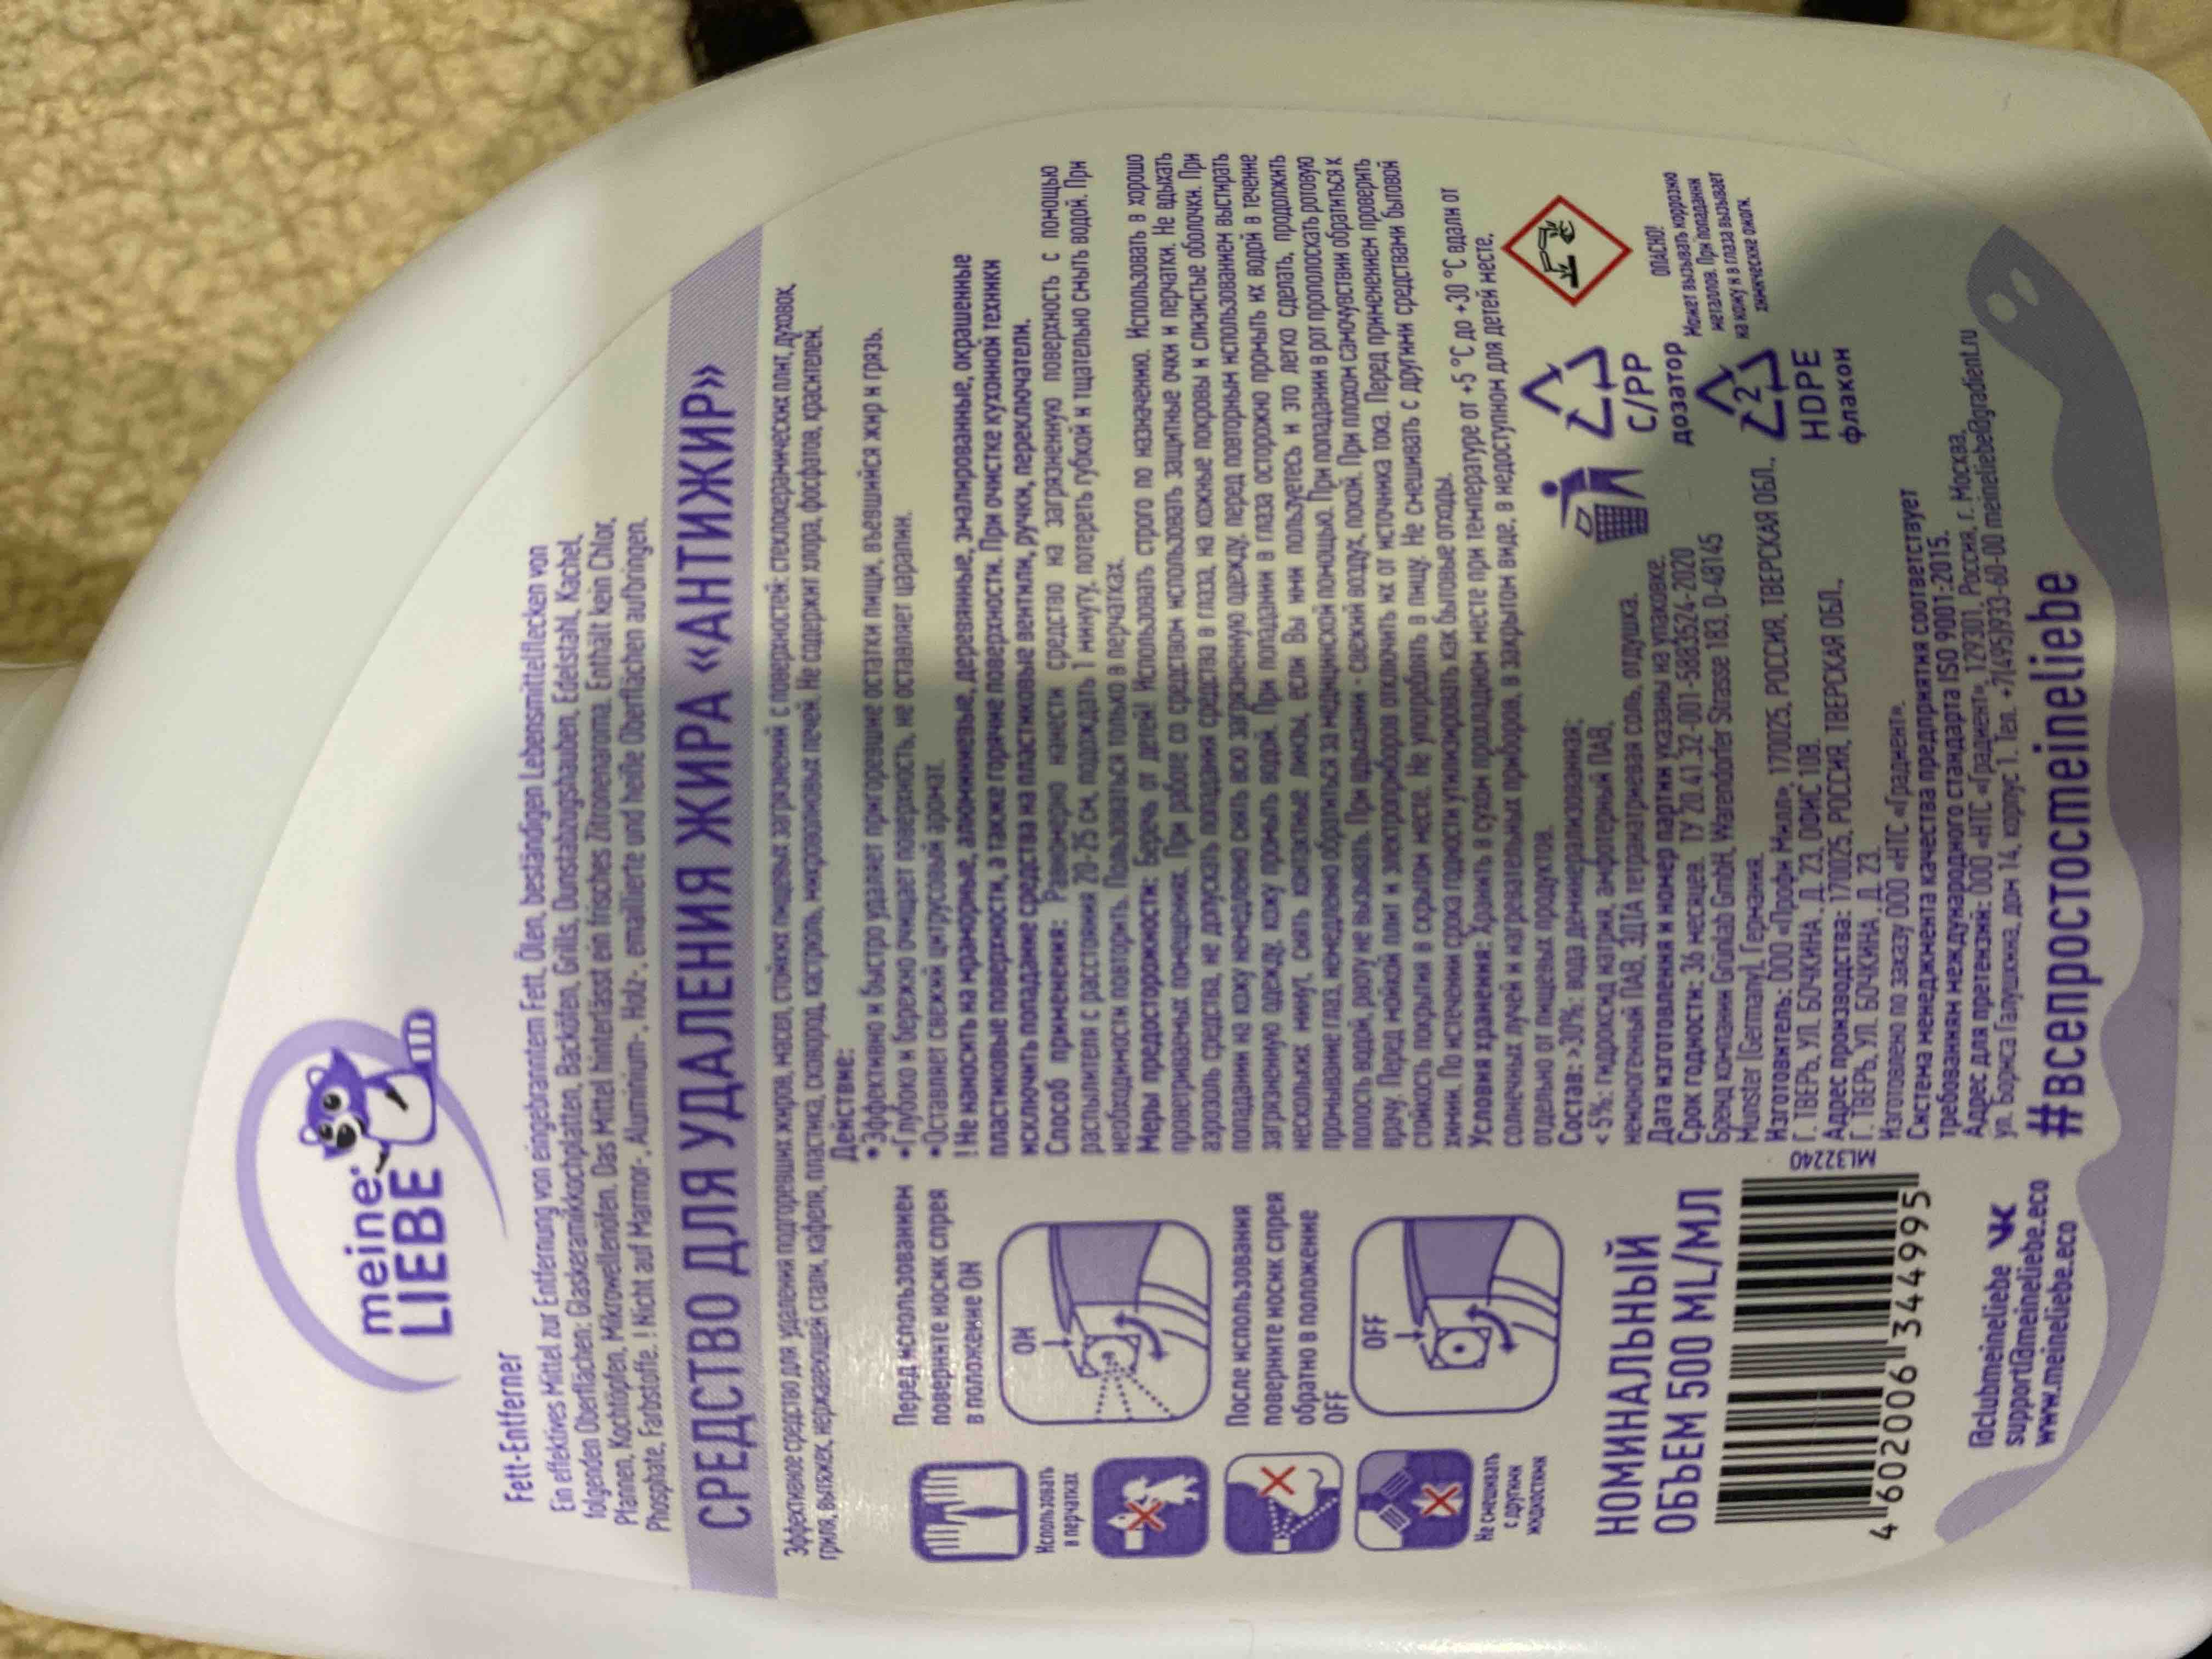 meine
LIEBE
Fett-Entferner
Ein effektives Mittel zur Entfernung von eingebranntem Fett, Ölen, beständigen Lebensmittelflecken von
folgenden Oberflächen: Glaskeramikkochplatten, Backöfen, Grills, Dunstabzugshauben, Edelstahl, Kachel,
Pfannen, Kochtöpfen, Mikrowellenöfen. Das Mittel hinterlässt ein frisches Zitronenaroma. Enthält kein Chlor,
Phosphate, Farbstoffe. ! Nicht auf Marmor-, Aluminium-, Holz-, emaillierte und heiße Oberflächen aufbringen.
СРЕДСТВО ДЛЯ УДАЛЕНИЯ ЖИРА «АНТИЖИР»
Эффективное средство для удаления подгоревших жиров, масел, стойких пищевых загрязнений с поверхностей: стеклокерамических плит, духовок,
гриля, вытяжек, нержавеющей стали, кафеля, пластика, сковород, кастрюль, микроволновых печей. Не содержит хлора, фосфатов, красителей.
Действие:
•Эффективно и быстро удаляет пригоревшие остатки пищи, въевшийся жир и грязь.
•Глубоко и бережно очищает поверхность, не оставляет царапин.
•Оставляет свежий цитрусовый аромат.
! Не наносить на мраморные, алюминиевые, деревянные, эмалированные, окрашенные
пластиковые поверхности, а также горячие поверхности. При очистке кухонной техники
исключить попадание средства на пластиковые вентили, ручки, переключатели.
Способ применения: Равномерно нанести средство на загрязненную поверхность с помощью
распылителя с расстояния 20-25 см, подождать 1 минуту, потереть губкой и тщательно смыть водой. При
необходимости повторить. Пользоваться только в перчатках.
Меры предосторожности: Беречь от детей! Использовать строго по назначению. Использовать в хорошо
проветриваемых помещениях. При работе со средством использовать защитные очки и перчатки. Не вдыхать
аэрозоль средства, не допускать попадания средства в глаза, на кожные покровы и слизистые оболочки. При
попадании на кожу немедленно снять всю загрязненную одежду, перед повторным использованием выстирать
загрязненную одежду, кожу промыть водой. При попадании в глаза осторожно промыть их водой в течение
нескольких минут, снять контактные линзы, если Вы ими пользуетесь и это легко сделать, продолжить
промывание глаз, немедленно обратиться за медицинской помощью. При попадании в рот прополоскать ротовую
полость водой, рвоту не вызывать. При вдыхании - свежий воздух, покой. При плохом самочувствии обратиться к
врачу. Перед мойкой плит и электроприборов отключить их от источника тока. Перед применением проверить
стойкость покрытия в скрытом месте. Не употреблять в пищу. Не смешивать с другими средствами бытовой
химии. По истечении срока годности утилизировать как бытовые отходы.
Условия хранения: Хранить в сухом прохладном месте при температуре от +5 °C до +30 °C вдали от
солнечных лучей и нагревательных приборов, в закрытом виде, в недоступном для детей месте,
отдельно от пищевых продуктов.
Состав: >30%: вода деминерализованная;
< 5%: гидроксид натрия, амфотерный ПАВ,
неионогенный ПАВ, ЭДТА тетранатриевая соль, отдушка.
Дата изготовления и номер партии указаны на упаковке.
Срок годности: 36 месяцев. ТУ 20.41.32-001-5883524-2020
Бренд компании Grünlab GmbH, Warendorfer Strasse 183, D-48145
Munster (Germany), Германия.
Изготовитель: ООО «Профи Милл», 170025, РОССИЯ, ТВЕРСКАЯ ОБЛ.,
Г. ТВЕРЬ, УЛ. БОЧКИНА, Д. 23, ОФИС 108.
Адрес производства: 170025, РОССИЯ, ТВЕРСКАЯ ОБЛ.,
Г. ТВЕРЬ, УЛ. БОЧКИНА, Д. 23.
Изготовлено по заказу ООО «НТС «Градиент».
Система менеджмента качества предприятия соответствует
требованиям международного стандарта ISO 9001:2015.
Адрес для претензий: ООО «НТС «Градиент», 129301, Россия, г. Москва,
ул. Бориса Галушкина, дом 14, корпус 1. Тел. +7(495)933-60-00 meineliebe@gradient.ru
#всепростосmeineliebe
C/PP
дозатор
2
HDPE
флакон
ОПАСНО!
Может вызывать коррозию
металлов. При попадании
на кожу и в глаза вызывает
химические ожоги.
Использовать
в перчатках
Не смешивать
с другими
жидкостями
Перед использованием
поверните носик спрея
в положение ON
ON
После использования
поверните носик спрея
обратно в положение
OFF
OFF
НОМИНАЛЬНЫЙ
ОБЪЕМ 500 ML/МЛ
ML32240
4 602006 344995
@clubmeineliebe
support@meineliebe.eco
www.meineliebe.eco